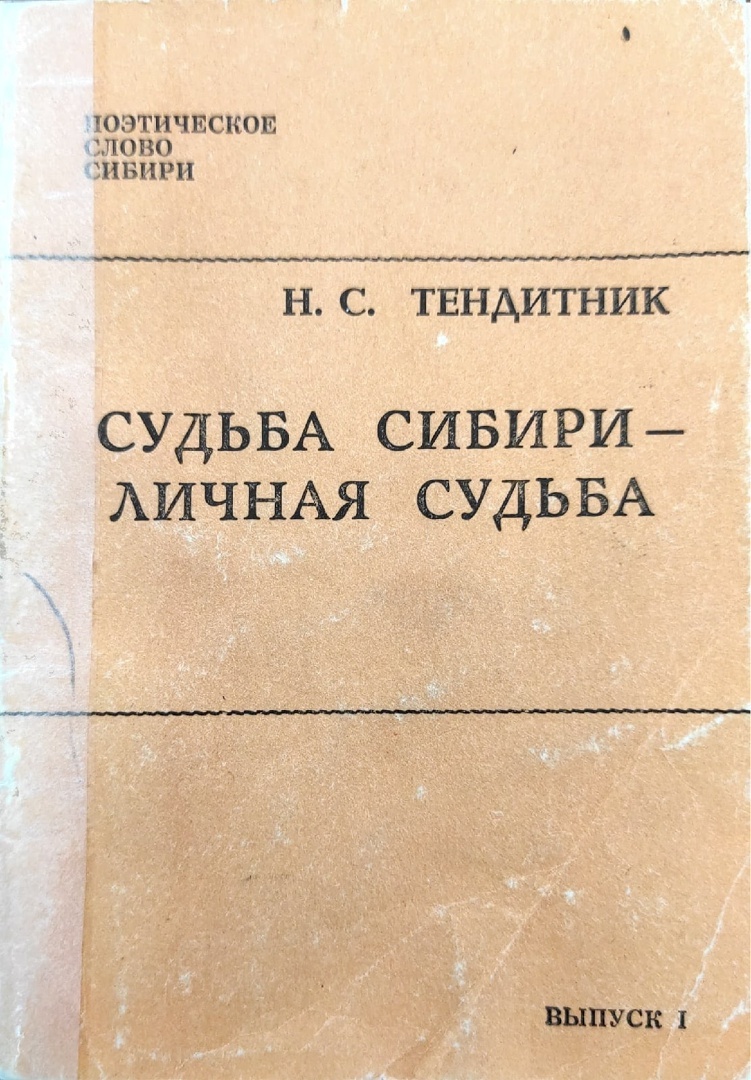 ПОЭТИЧЕСКОЕ
СЛОВО
СИБИРИ
Н. С. ТЕНДИТНИК
СУДЬБА СИБИРИ –
ЛИЧНАЯ СУДЬБА
ВЫПУСК I